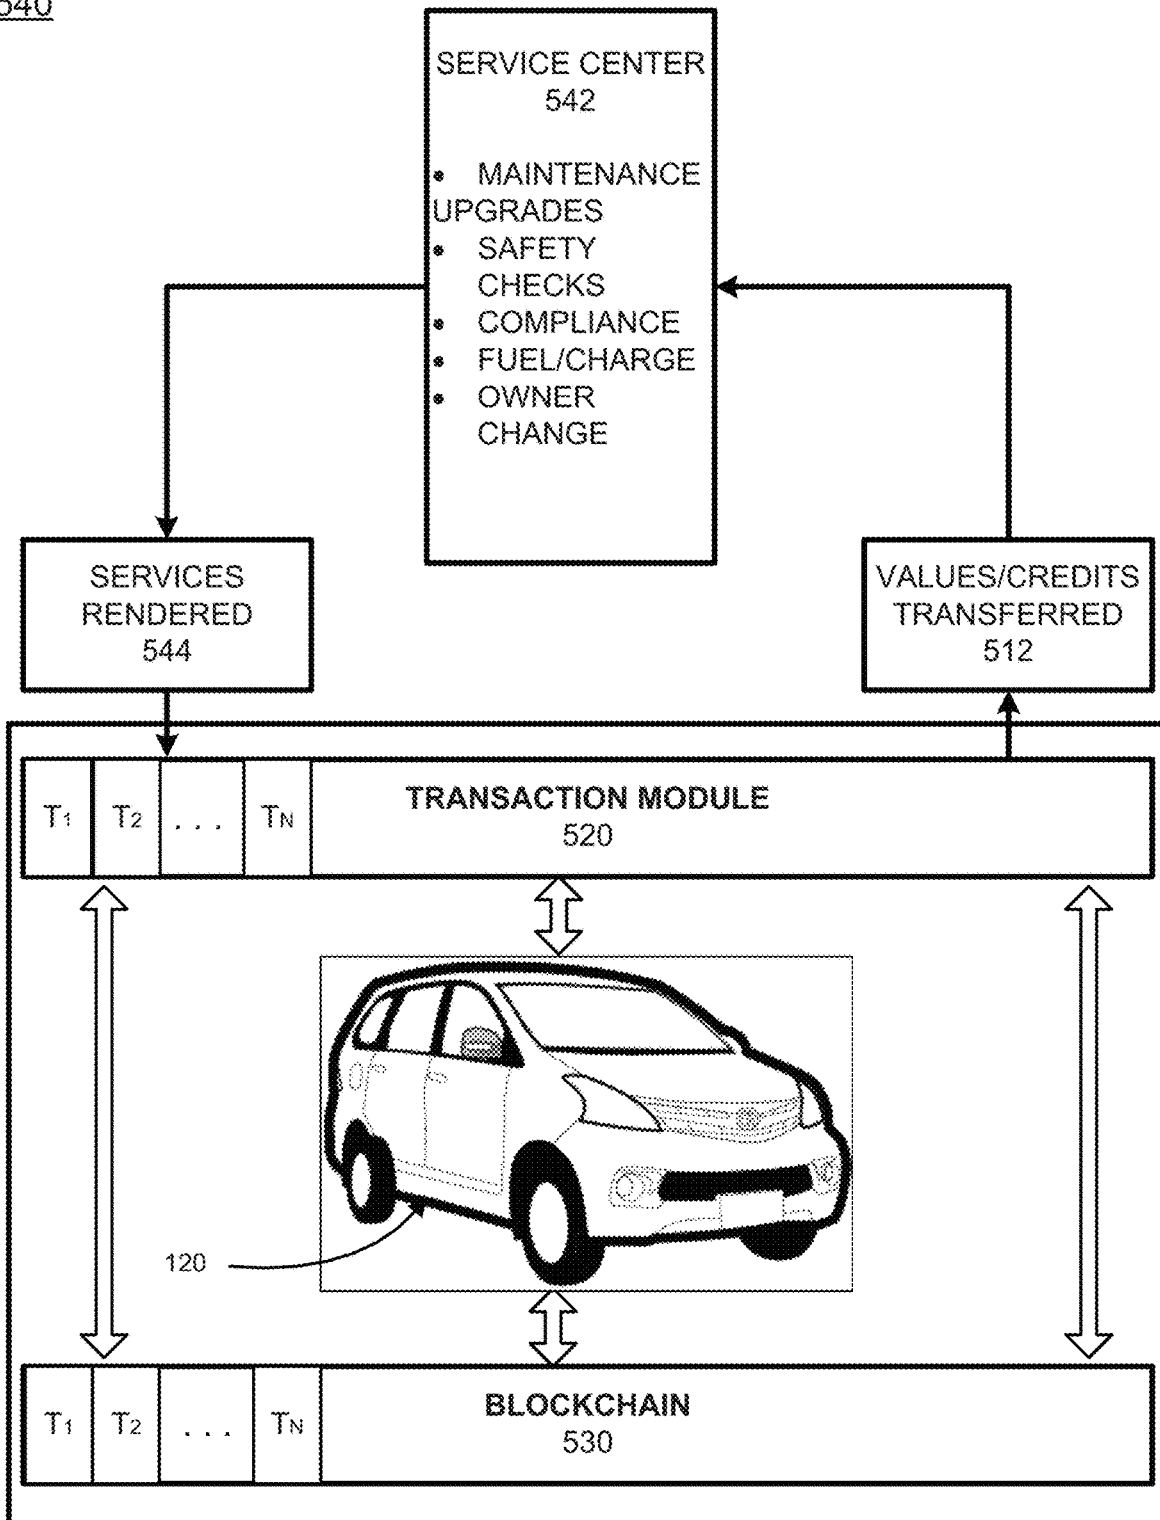 540
SERVICE CENTER
542
• MAINTENANCE
UPGRADES
• SAFETY
CHECKS
• COMPLIANCE
• FUEL/CHARGE
• OWNER
CHANGE
SERVICES
RENDERED
544
VALUES/CREDITS
TRANSFERRED
512
T1 T2 . . . TN
TRANSACTION MODULE
520
120
T1 T2 . . . TN
BLOCKCHAIN
530